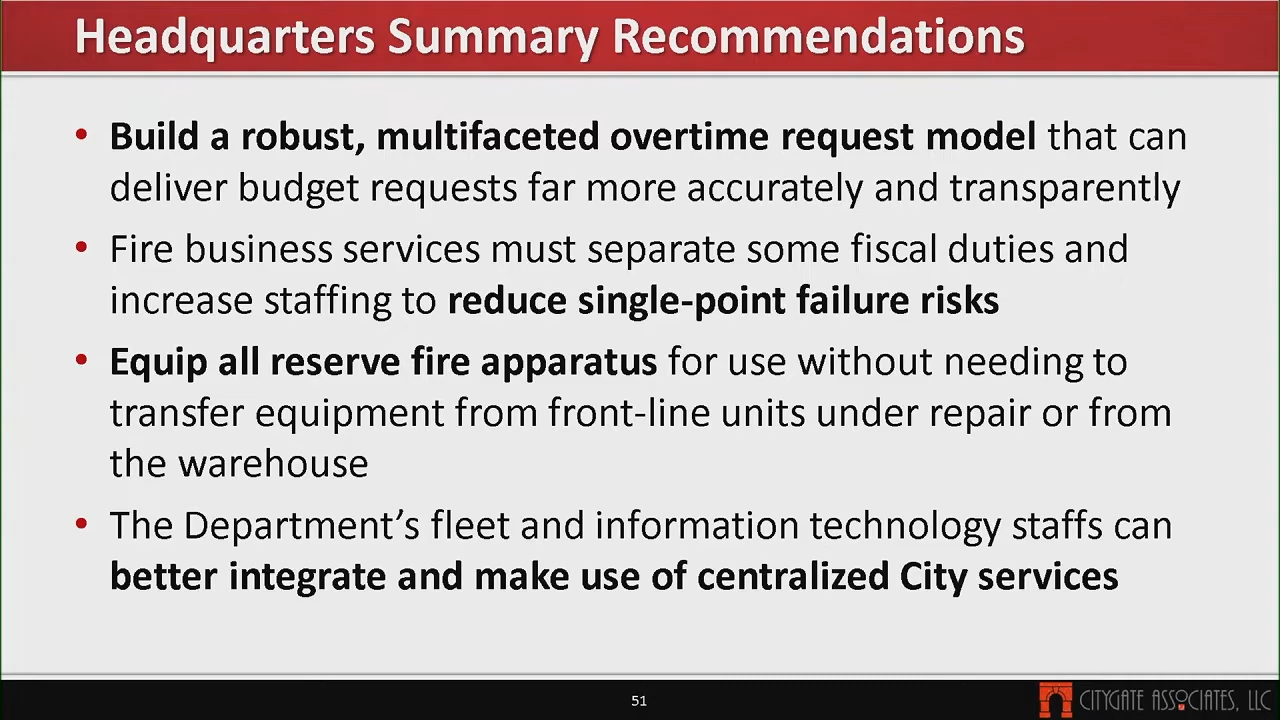 Headquarters Summary Recommendations
• Build a robust, multifaceted overtime request model that can
deliver budget requests far more accurately and transparently
• Fire business services must separate some fiscal duties and
increase staffing to reduce single-point failure risks
• Equip all reserve fire apparatus for use without needing to
transfer equipment from front-line units under repair or from
the warehouse
• The Department’s fleet and information technology staffs can
better integrate and make use of centralized City services
51
CITYGATE ASSOCIATES, LLC